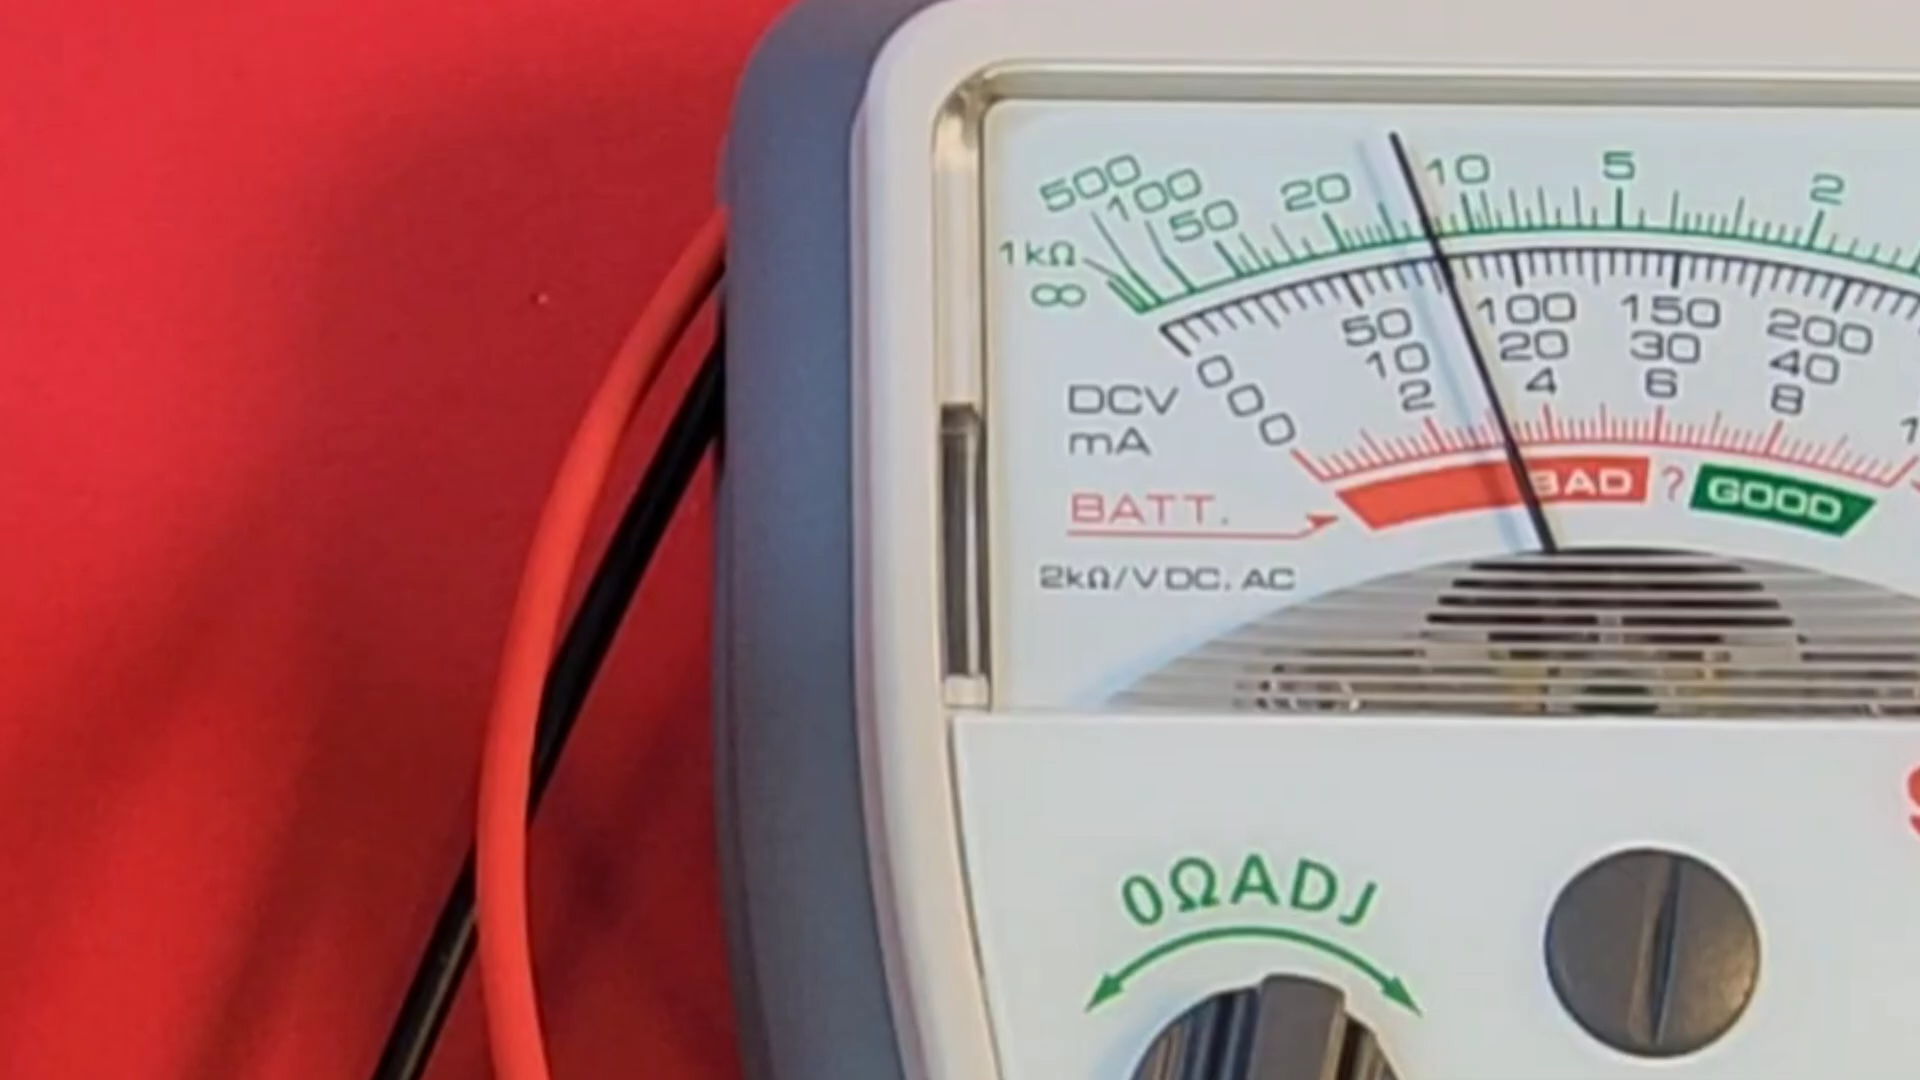 500 100 50 20 10 5 2
1kΩ
∞
0 50 100 150 200
0 10 20 30 40
0 2 4 6 8
DCV
mA
BATT.
BAD ? GOOD
2kΩ/V DC, AC
0ΩADJ